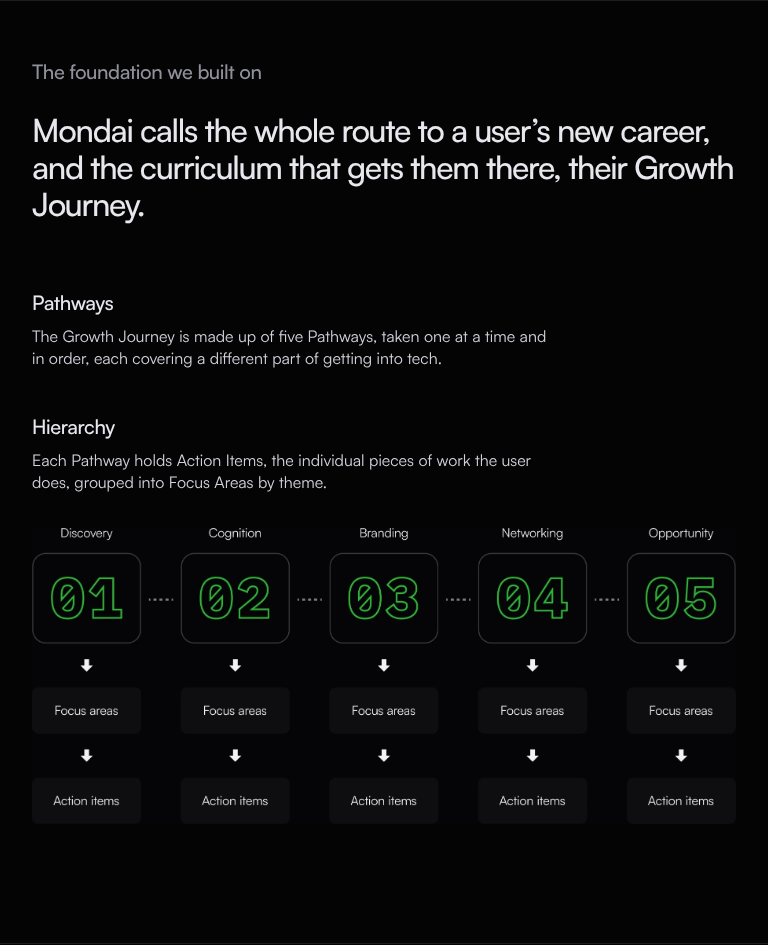 The foundation we built on
Mondai calls the whole route to a user’s new career,
and the curriculum that gets them there, their Growth
Journey.
Pathways
The Growth Journey is made up of five Pathways, taken one at a time and
in order, each covering a different part of getting into tech.
Hierarchy
Each Pathway holds Action Items, the individual pieces of work the user
does, grouped into Focus Areas by theme.
Discovery Cognition Branding Networking Opportunity
01 02 03 04 05
Focus areas Focus areas Focus areas Focus areas Focus areas
Action items Action items Action items Action items Action items